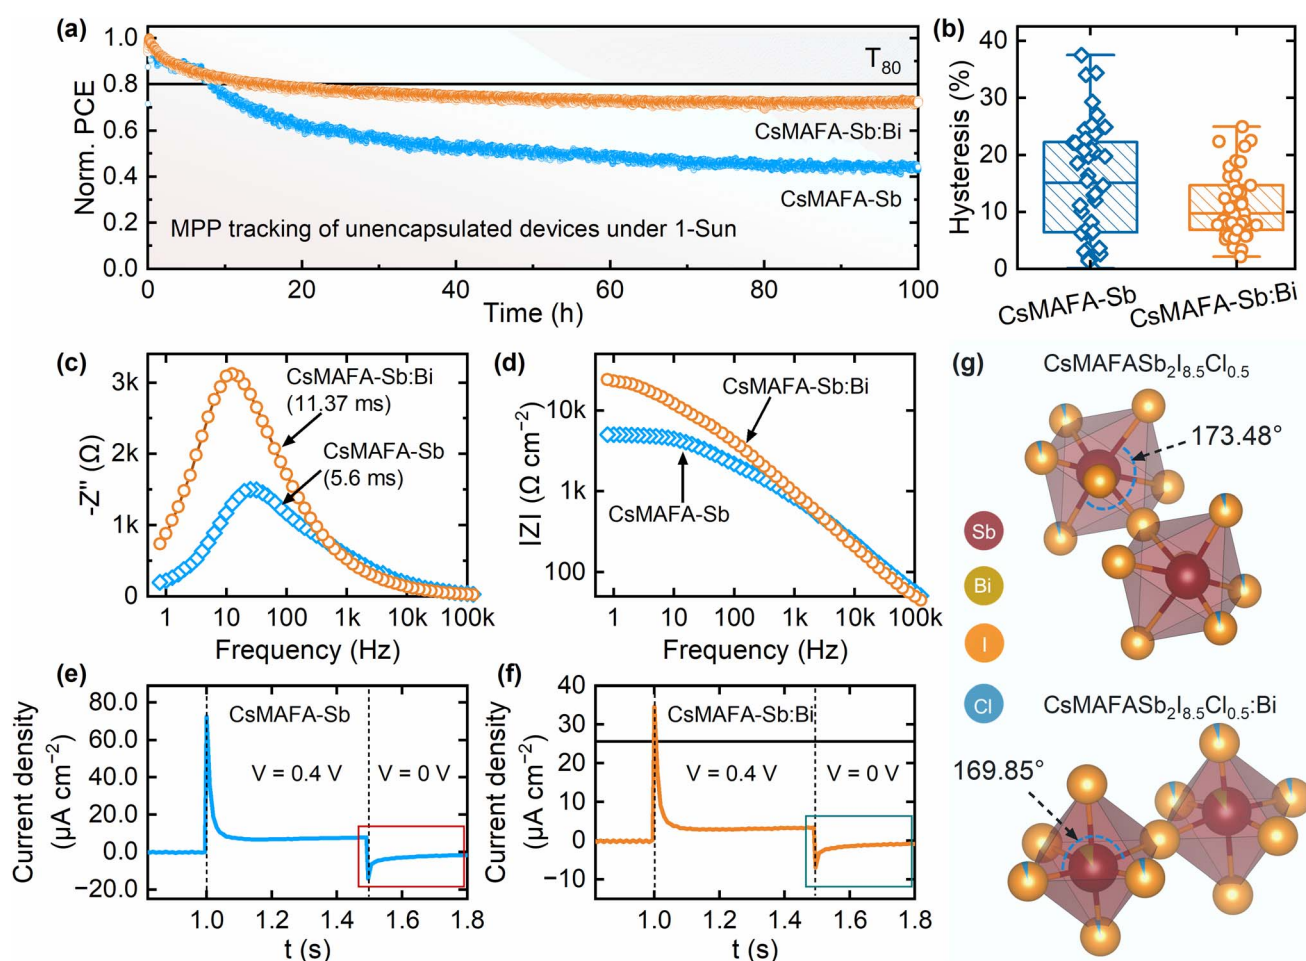 (a)
1.0
0.8
0.6
0.4
0.2
0.0
Norm. PCE
T80
CsMAFA-Sb:Bi
CsMAFA-Sb
MPP tracking of unencapsulated devices under 1-Sun
0 20 40 60 80 100
Time (h)
(b)
40
30
20
10
0
Hysteresis (%)
CsMAFA-Sb
CsMAFA-Sb:Bi
(c)
3k
2k
1k
0
-Z" (Ω)
CsMAFA-Sb:Bi
(11.37 ms)
CsMAFA-Sb
(5.6 ms)
1 10 100 1k 10k 100k
Frequency (Hz)
(d)
10k
1k
100
|Z| (Ω cm⁻²)
CsMAFA-Sb:Bi
CsMAFA-Sb
1 10 100 1k 10k 100k
Frequency (Hz)
(e)
80.0
60.0
40.0
20.0
0.0
−20.0
Current density
(µA cm⁻²)
CsMAFA-Sb
V = 0.4 V
V = 0 V
1.0 1.2 1.4 1.6 1.8
t (s)
(f)
40
30
20
10
0
−10
Current density
(µA cm⁻²)
CsMAFA-Sb:Bi
V = 0.4 V
V = 0 V
1.0 1.2 1.4 1.6 1.8
t (s)
(g)
CsMAFASb2I8.5Cl0.5
173.48°
Sb
Bi
I
Cl
CsMAFASb2I8.5Cl0.5:Bi
169.85°